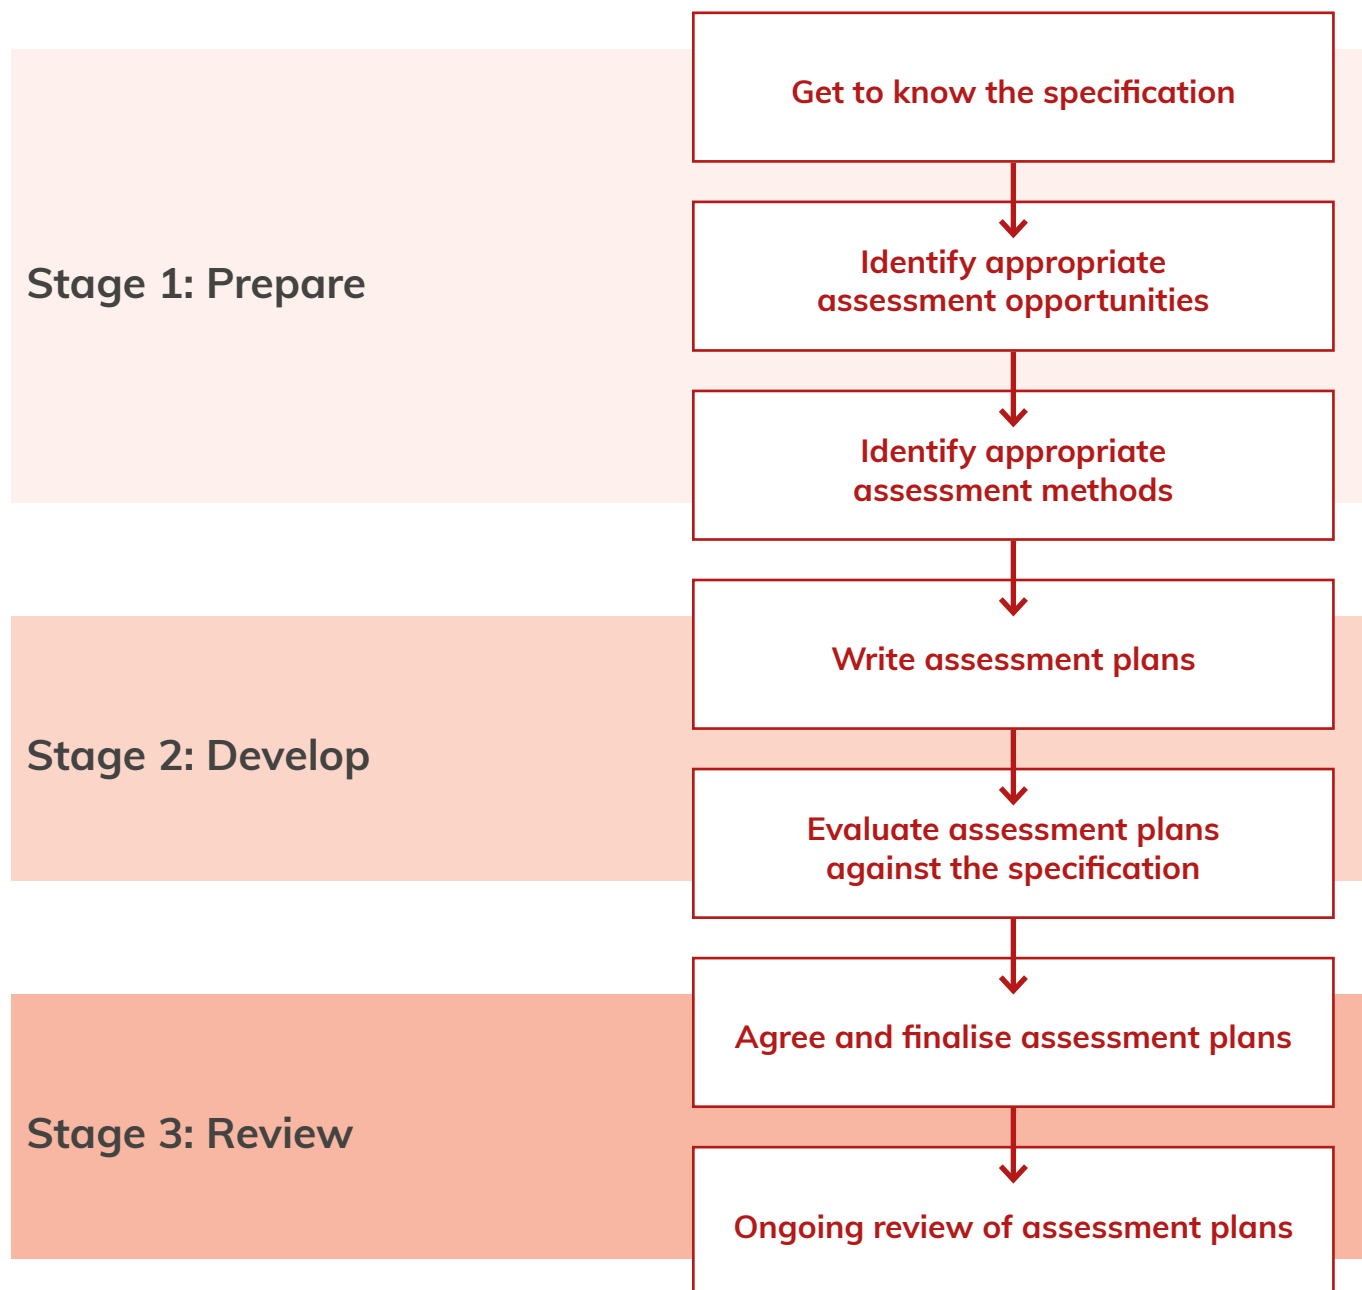 Get to know the specification
Stage 1: Prepare
Identify appropriate
assessment opportunities
Identify appropriate
assessment methods
Stage 2: Develop
Write assessment plans
Evaluate assessment plans
against the specification
Stage 3: Review
Agree and finalise assessment plans
Ongoing review of assessment plans